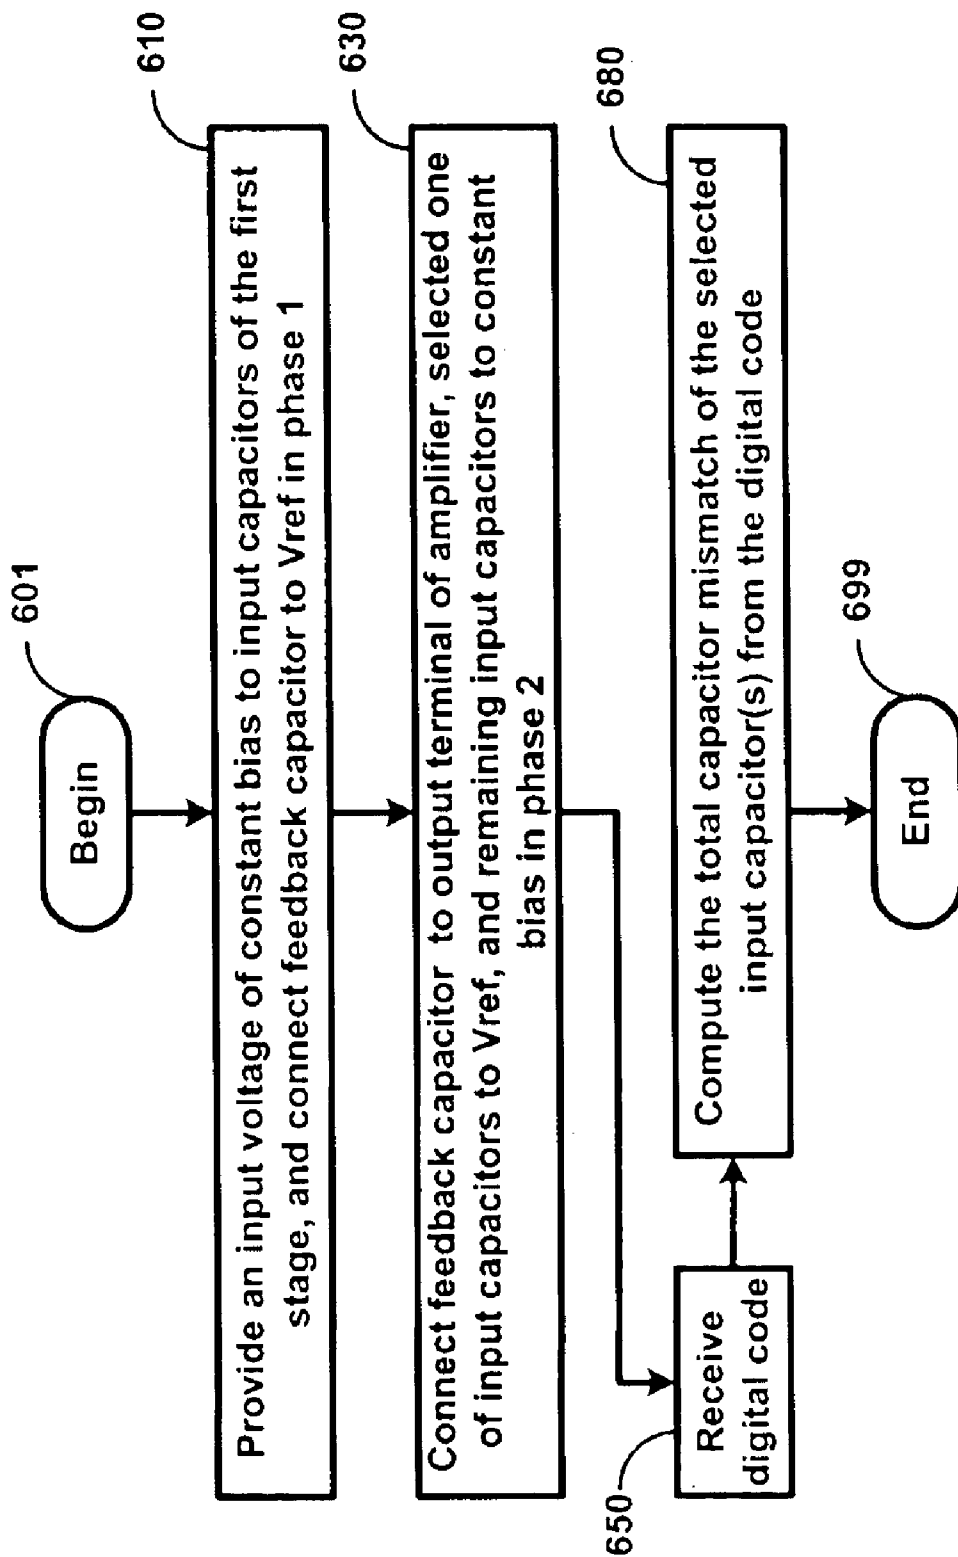 601
Begin
610
Provide an input voltage of constant bias to input capacitors of the first
stage, and connect feedback capacitor to Vref in phase 1
630
Connect feedback capacitor to output terminal of amplifier, selected one
of input capacitors to Vref, and remaining input capacitors to constant
bias in phase 2
650
Receive
digital code
680
Compute the total capacitor mismatch of the selected
input capacitor(s) from the digital code
699
End